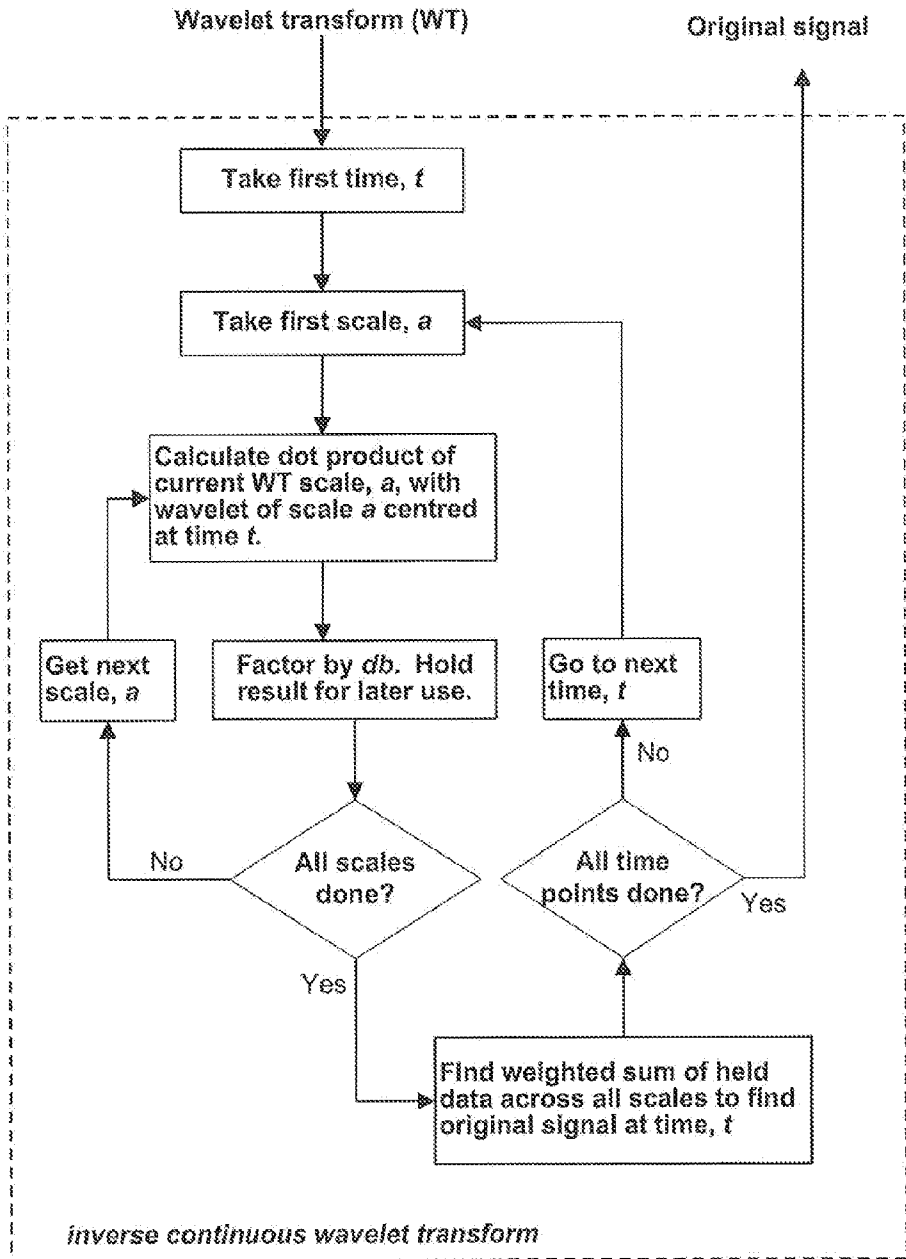 Wavelet transform (WT)
Original signal
Take first time, t
Take first scale, a
Calculate dot product of
current WT scale, a, with
wavelet of scale a centred
at time t.
Get next
scale, a
Factor by db. Hold
result for later use.
Go to next
time, t
No
No
All scales
done?
All time
points done?
Yes
Yes
Find weighted sum of held
data across all scales to find
original signal at time, t
inverse continuous wavelet transform